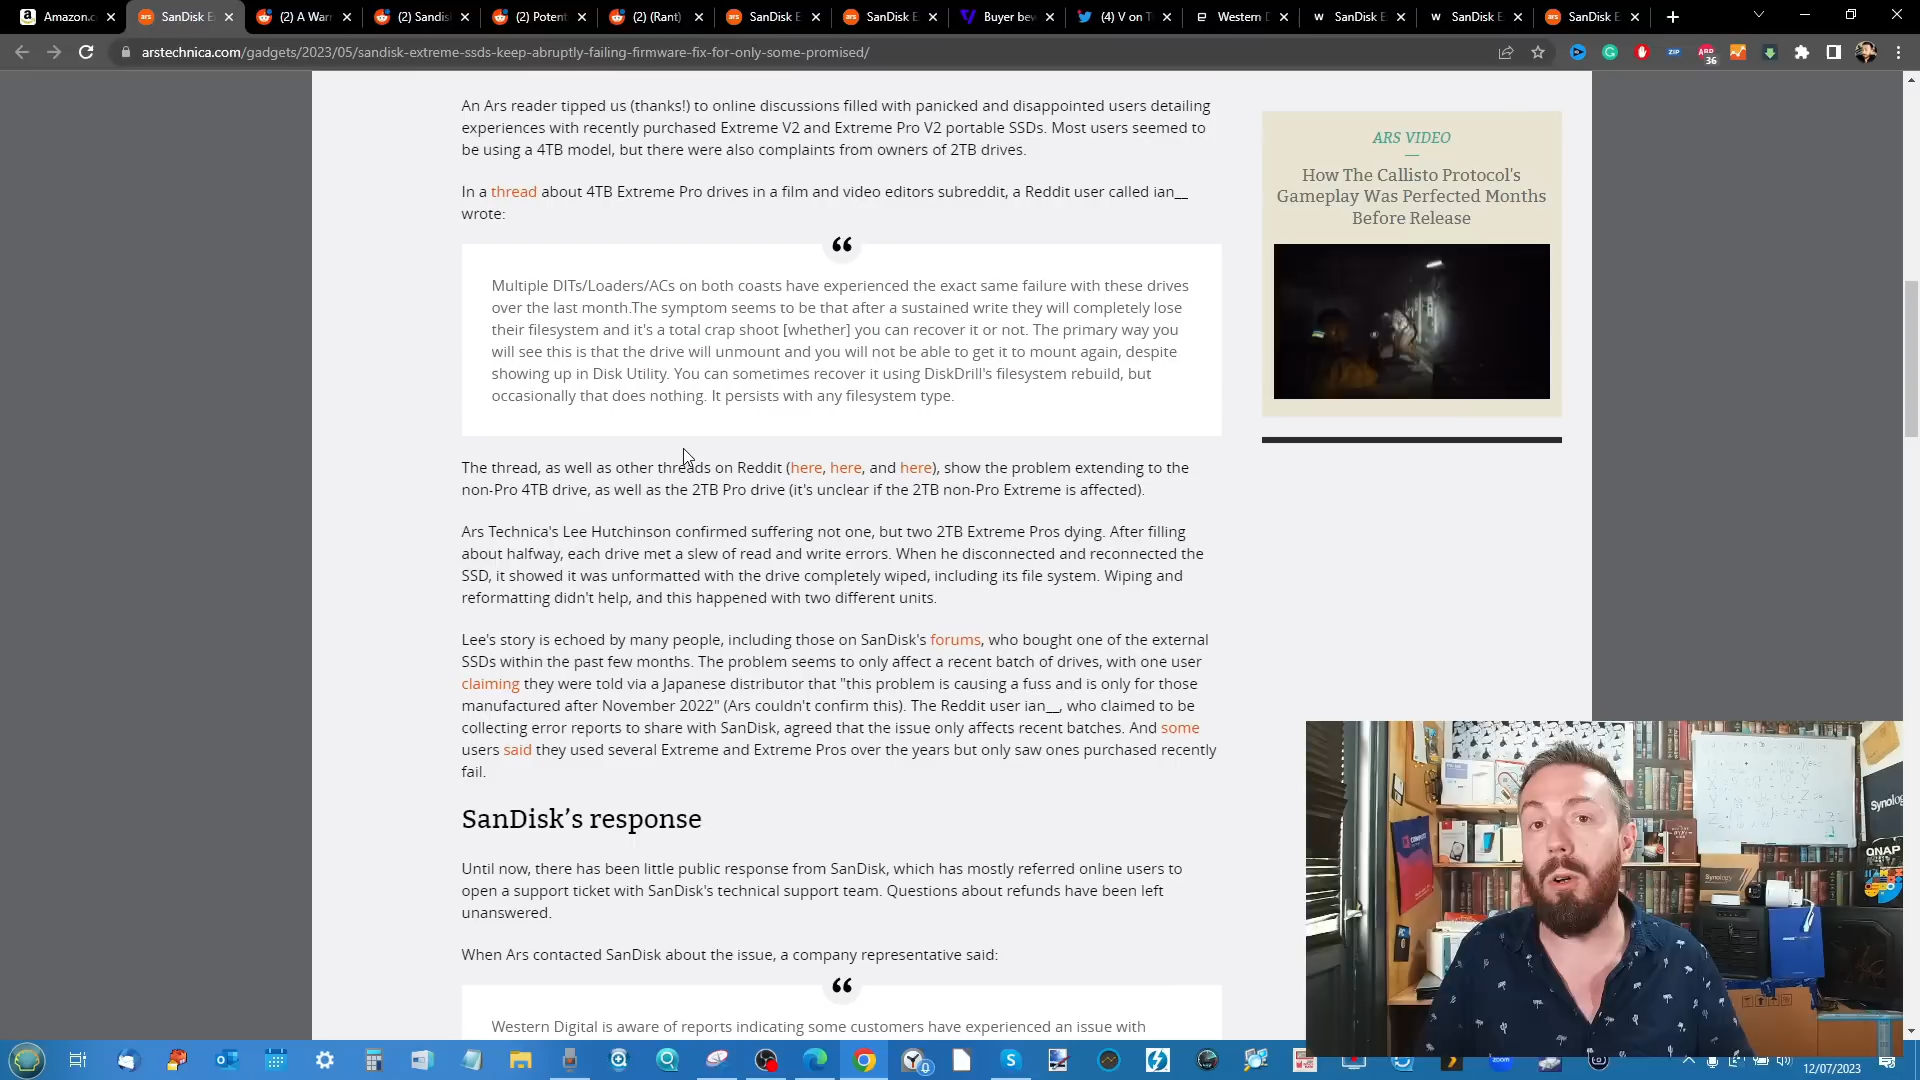 Amazon.c
SanDisk E
(2) A War
(2) Sandis
(2) Potent
(2) (Rant)
SanDisk E
SanDisk E
Buyer bev
(4) V on T
Western D
SanDisk E
SanDisk E
SanDisk E
arstechnica.com/gadgets/2023/05/sandisk-extreme-ssds-keep-abruptly-failing-firmware-fix-for-only-some-promised/
An Ars reader tipped us (thanks!) to online discussions filled with panicked and disappointed users detailing
experiences with recently purchased Extreme V2 and Extreme Pro V2 portable SSDs. Most users seemed to
be using a 4TB model, but there were also complaints from owners of 2TB drives.
In a thread about 4TB Extreme Pro drives in a film and video editors subreddit, a Reddit user called ian__
wrote:
“
Multiple DITs/Loaders/ACs on both coasts have experienced the exact same failure with these drives
over the last month.The symptom seems to be that after a sustained write they will completely lose
their filesystem and it's a total crap shoot [whether] you can recover it or not. The primary way you
will see this is that the drive will unmount and you will not be able to get it to mount again, despite
showing up in Disk Utility. You can sometimes recover it using DiskDrill's filesystem rebuild, but
occasionally that does nothing. It persists with any filesystem type.
The thread, as well as other threads on Reddit (here, here, and here), show the problem extending to the
non-Pro 4TB drive, as well as the 2TB Pro drive (it's unclear if the 2TB non-Pro Extreme is affected).
Ars Technica's Lee Hutchinson confirmed suffering not one, but two 2TB Extreme Pros dying. After filling
about halfway, each drive met a slew of read and write errors. When he disconnected and reconnected the
SSD, it showed it was unformatted with the drive completely wiped, including its file system. Wiping and
reformatting didn't help, and this happened with two different units.
Lee's story is echoed by many people, including those on SanDisk's forums, who bought one of the external
SSDs within the past few months. The problem seems to only affect a recent batch of drives, with one user
claiming they were told via a Japanese distributor that "this problem is causing a fuss and is only for those
manufactured after November 2022" (Ars couldn't confirm this). The Reddit user ian__, who claimed to be
collecting error reports to share with SanDisk, agreed that the issue only affects recent batches. And some
users said they used several Extreme and Extreme Pros over the years but only saw ones purchased recently
fail.
SanDisk’s response
Until now, there has been little public response from SanDisk, which has mostly referred online users to
open a support ticket with SanDisk's technical support team. Questions about refunds have been left
unanswered.
When Ars contacted SanDisk about the issue, a company representative said:
“
Western Digital is aware of reports indicating some customers have experienced an issue with
ARS VIDEO
How The Callisto Protocol's
Gameplay Was Perfected Months
Before Release
Synology
QNAP
Synology
12/07/2023